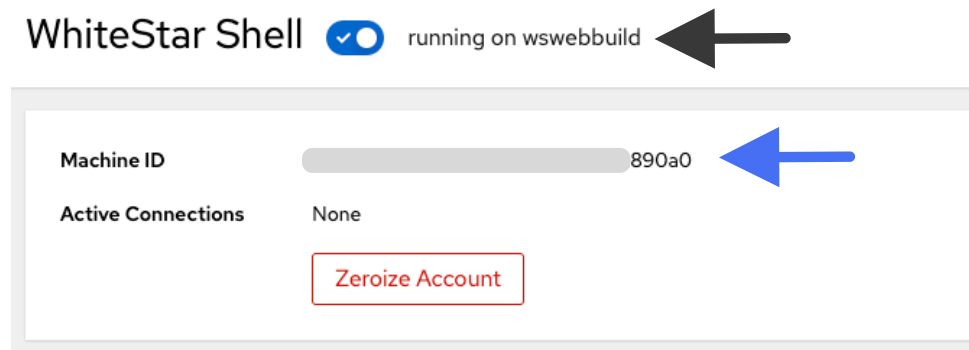 WhiteStar Shell running on wswebbuild
Machine ID 890a0
Active Connections None
Zeroize Account